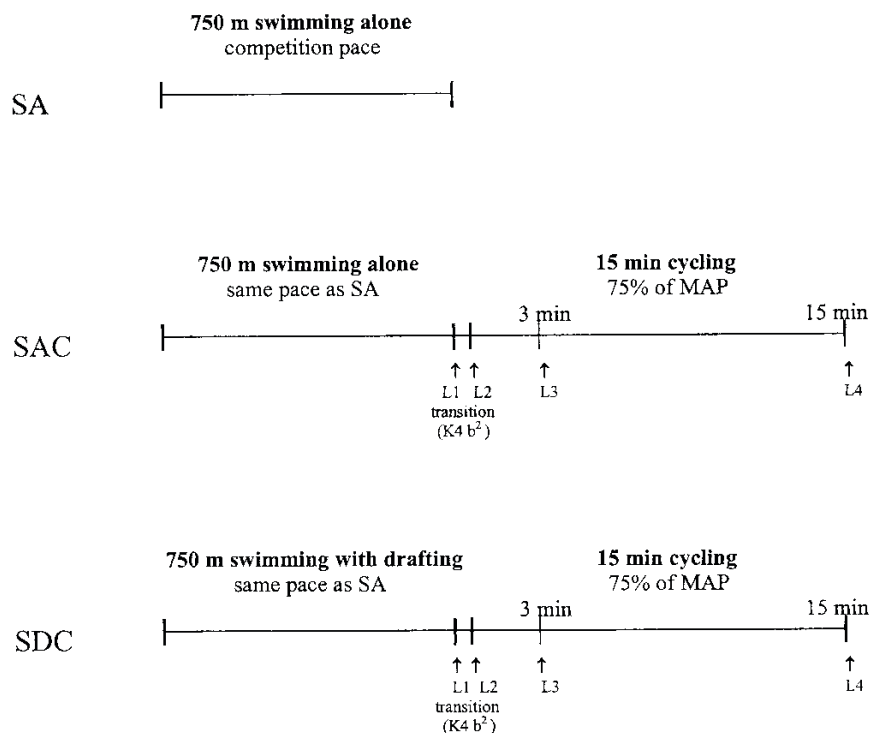 750 m swimming alone
competition pace
SA
750 m swimming alone
same pace as SA
15 min cycling
75% of MAP
3 min
15 min
SAC
L1
L2
L3
L4
transition
(K4 b²)
750 m swimming with drafting
same pace as SA
15 min cycling
75% of MAP
3 min
15 min
SDC
L1
L2
L3
L4
transition
(K4 b²)